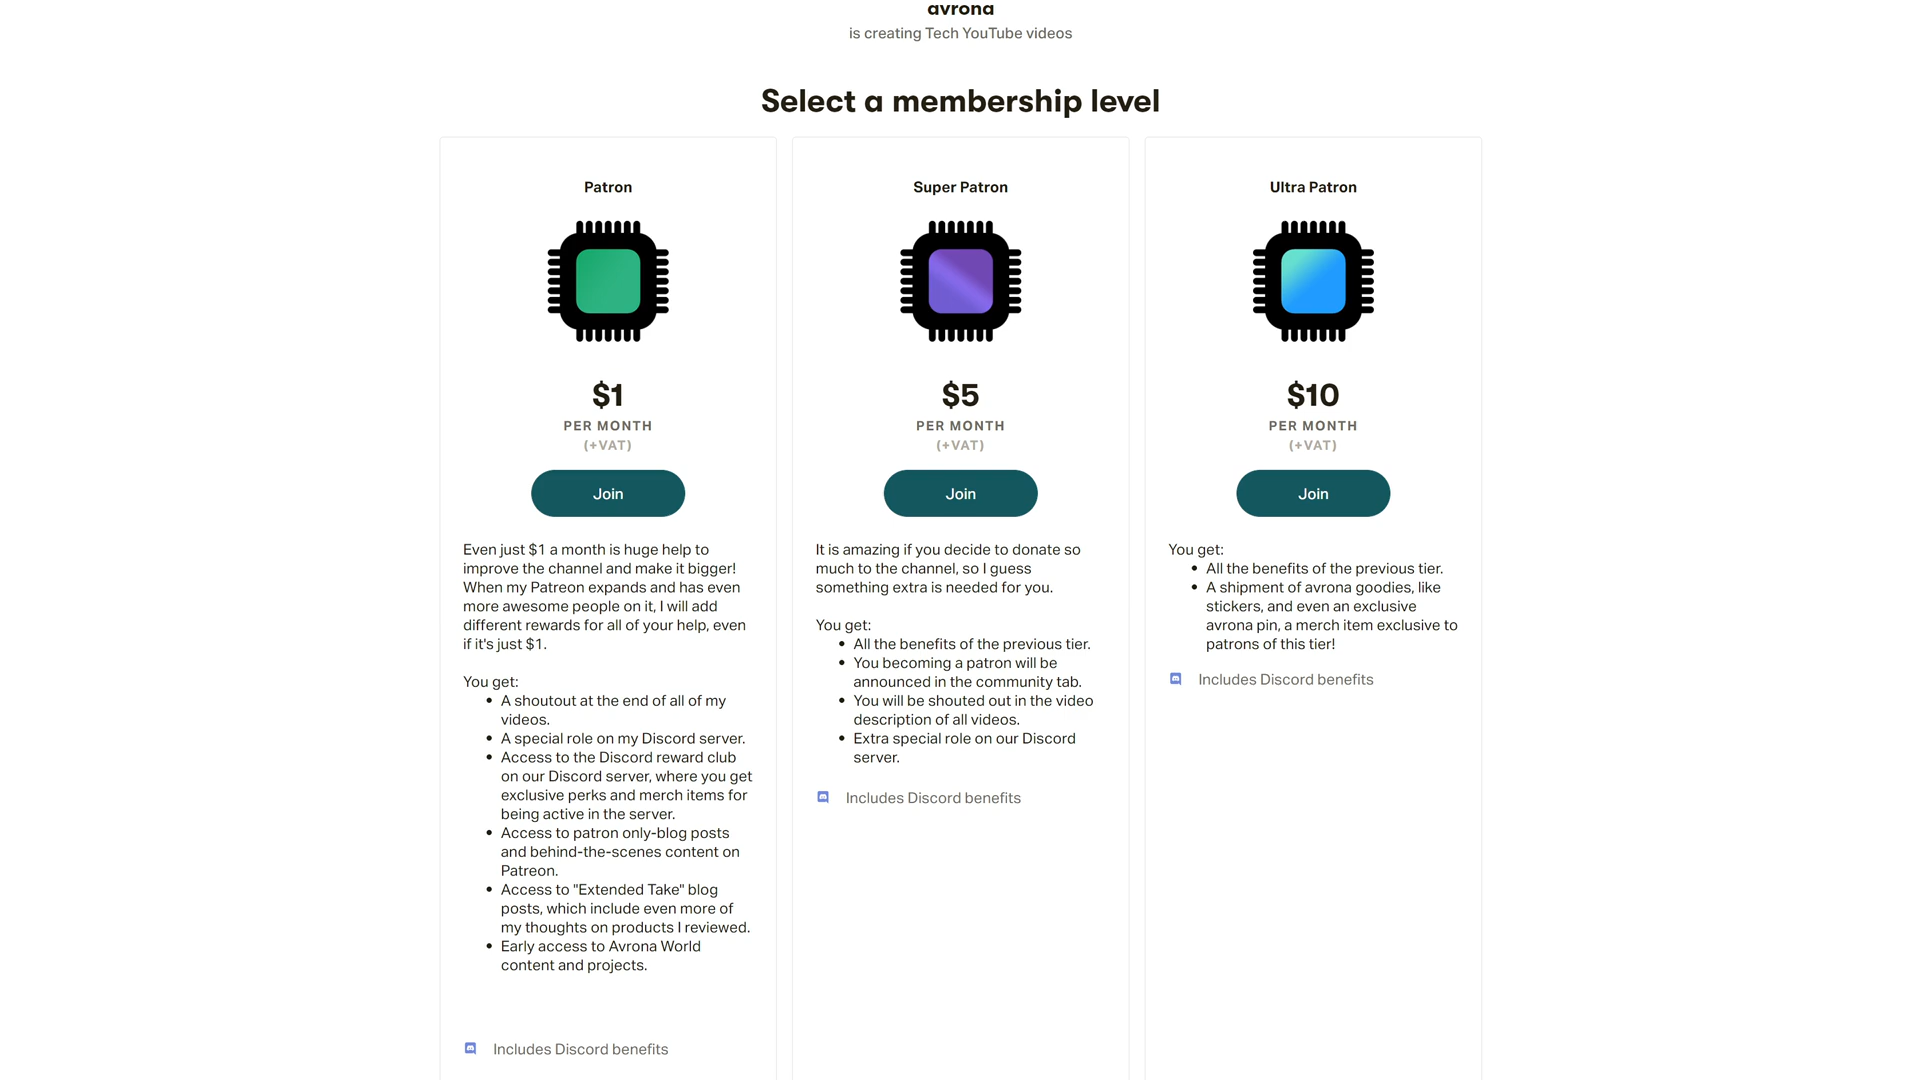 avrona
is creating Tech YouTube videos
Select a membership level
Patron
$1
PER MONTH
(+VAT)
Join
Even just $1 a month is huge help to
improve the channel and make it bigger!
When my Patreon expands and has even
more awesome people on it, I will add
different rewards for all of your help, even
if it's just $1.
You get:
A shoutout at the end of all of my
videos.
A special role on my Discord server.
Access to the Discord reward club
on our Discord server, where you get
exclusive perks and merch items for
being active in the server.
Access to patron only-blog posts
and behind-the-scenes content on
Patreon.
Access to "Extended Take" blog
posts, which include even more of
my thoughts on products I reviewed.
Early access to Avrona World
content and projects.
Includes Discord benefits
Super Patron
$5
PER MONTH
(+VAT)
Join
It is amazing if you decide to donate so
much to the channel, so I guess
something extra is needed for you.
You get:
All the benefits of the previous tier.
You becoming a patron will be
announced in the community tab.
You will be shouted out in the video
description of all videos.
Extra special role on our Discord
server.
Includes Discord benefits
Ultra Patron
$10
PER MONTH
(+VAT)
Join
You get:
All the benefits of the previous tier.
A shipment of avrona goodies, like
stickers, and even an exclusive
avrona pin, a merch item exclusive to
patrons of this tier!
Includes Discord benefits